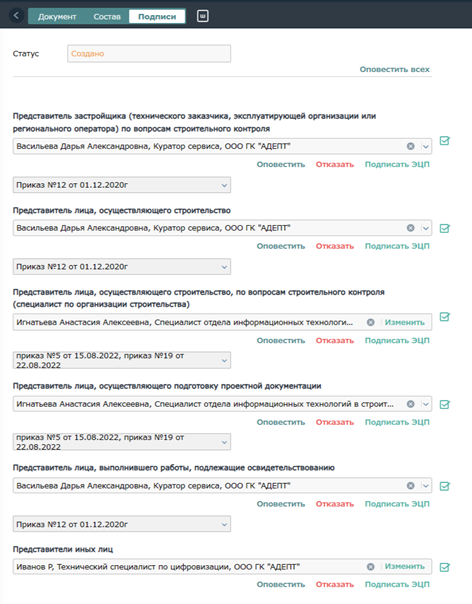 Документ Состав Подписи
Статус Создано
Оповестить всех
Представитель застройщика (технического заказчика, эксплуатирующей организации или
регионального оператора) по вопросам строительного контроля
Васильева Дарья Александровна, Куратор сервиса, ООО ГК "АДЕПТ"
Оповестить Отказать Подписать ЭЦП
Приказ №12 от 01.12.2020г
Представитель лица, осуществляющего строительство
Васильева Дарья Александровна, Куратор сервиса, ООО ГК "АДЕПТ"
Оповестить Отказать Подписать ЭЦП
Приказ №12 от 01.12.2020г
Представитель лица, осуществляющего строительство, по вопросам строительного контроля
(специалист по организации строительства)
Игнатьева Анастасия Алексеевна, Специалист отдела информационных технологи... Изменить
Оповестить Отказать Подписать ЭЦП
приказ №5 от 15.08.2022, приказ №19 от
22.08.2022
Представитель лица, осуществляющего подготовку проектной документации
Игнатьева Анастасия Алексеевна, Специалист отдела информационных технологий в строит...
Оповестить Отказать Подписать ЭЦП
приказ №5 от 15.08.2022, приказ №19 от
22.08.2022
Представитель лица, выполнившего работы, подлежащие освидетельствованию
Васильева Дарья Александровна, Куратор сервиса, ООО ГК "АДЕПТ"
Оповестить Отказать Подписать ЭЦП
Приказ №12 от 01.12.2020г
Представители иных лиц
Иванов Р, Технический специалист по цифровизации, ООО ГК "АДЕПТ" Изменить
Оповестить Отказать Подписать ЭЦП